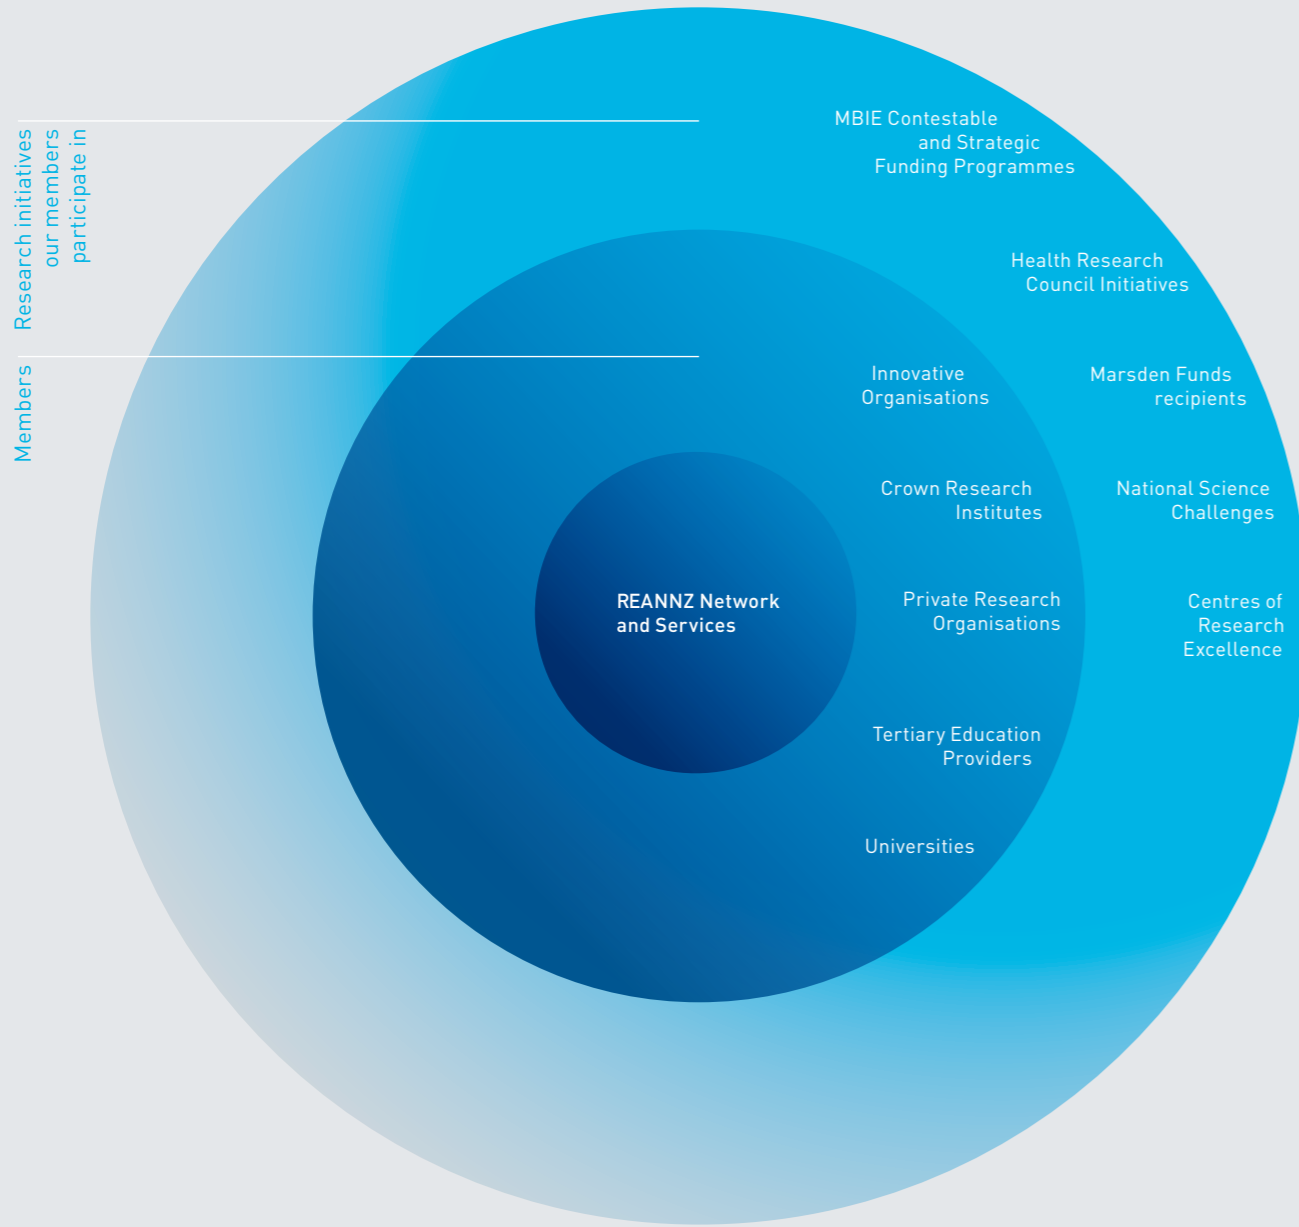 Research initiatives
our members
participate in
Members
MBIE Contestable
and Strategic
Funding Programmes
Health Research
Council Initiatives
Marsden Funds
recipients
National Science
Challenges
Centres of
Research
Excellence
Innovative
Organisations
Crown Research
Institutes
Private Research
Organisations
Tertiary Education
Providers
Universities
REANNZ Network
and Services